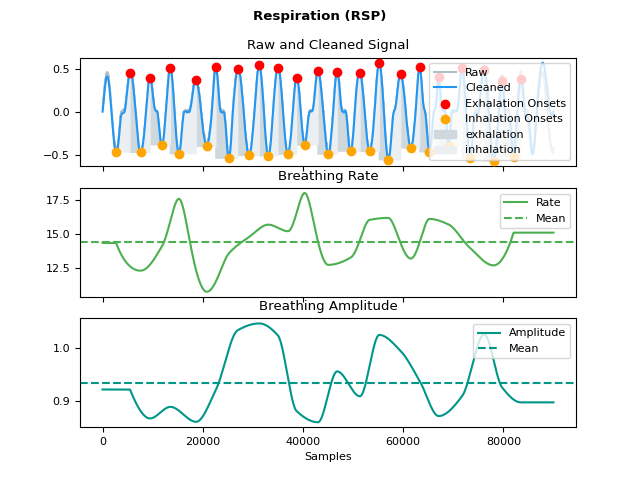 Respiration (RSP)
Raw and Cleaned Signal
0.5
0.0
−0.5
Raw
Cleaned
Exhalation Onsets
Inhalation Onsets
exhalation
inhalation
Breathing Rate
17.5
15.0
12.5
Rate
Mean
Breathing Amplitude
1.0
0.9
Amplitude
Mean
0 20000 40000 60000 80000
Samples